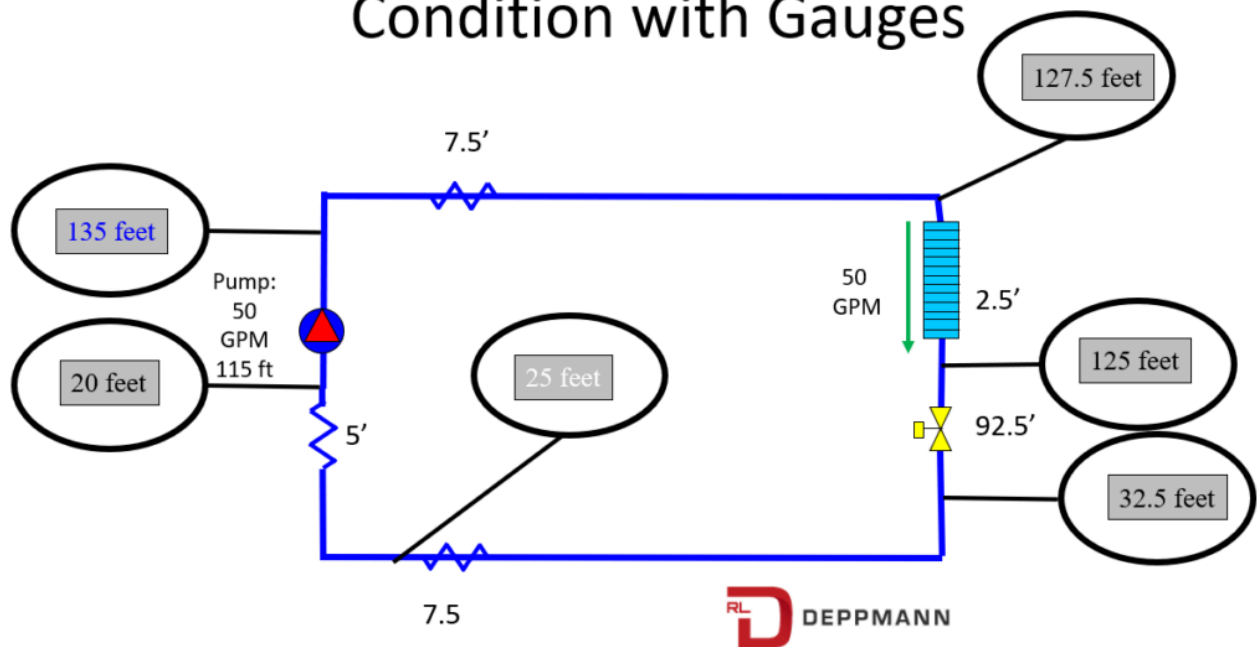 Condition with Gauges
127.5 feet
7.5’
135 feet
Pump:
50
GPM
115 ft
50
GPM
2.5’
20 feet
25 feet
125 feet
5’
92.5’
32.5 feet
7.5
RL
DEPPMANN